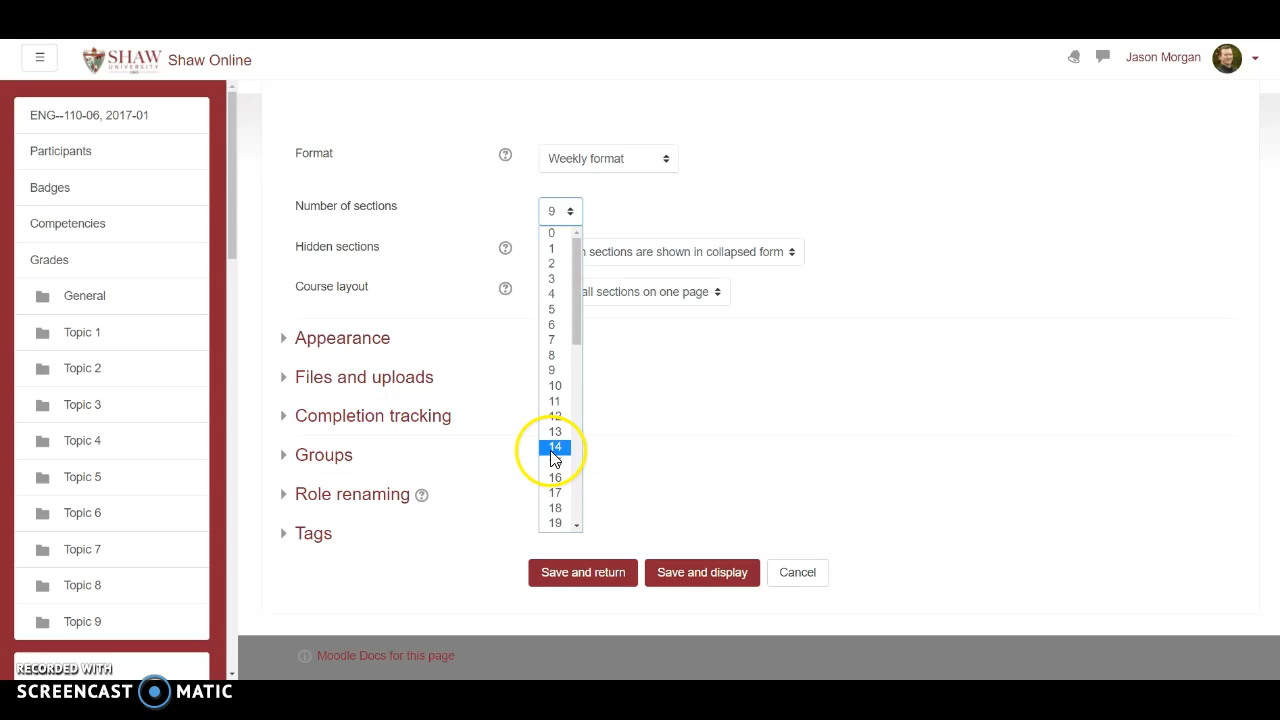 ☰ SHAW UNIVERSITY Shaw Online Jason Morgan
ENG--110-06, 2017-01
Participants
Badges
Competencies
Grades
General
Topic 1
Topic 2
Topic 3
Topic 4
Topic 5
Topic 6
Topic 7
Topic 8
Topic 9
Format
Weekly format
Number of sections
9
0
1
2
3
4
5
6
7
8
9
10
11
12
13
14
16
17
18
19
Hidden sections
sections are shown in collapsed form
Course layout
all sections on one page
Appearance
Files and uploads
Completion tracking
Groups
Role renaming
Tags
Save and return Save and display Cancel
Moodle Docs for this page
RECORDED WITH
SCREENCAST MATIC